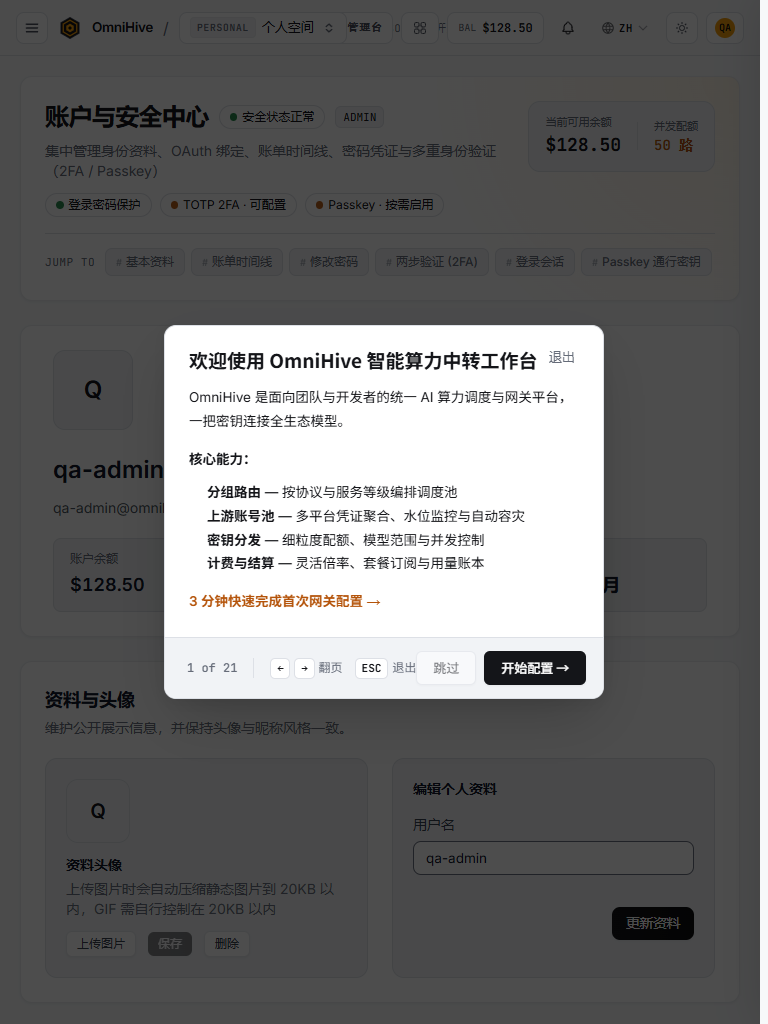 OmniHive / PERSONAL 个人空间 管理台 BAL $128.50 ZH QA
账户与安全中心 安全状态正常 ADMIN
集中管理身份资料、OAuth 绑定、账单时间线、密码凭证与多重身份验证
（2FA / Passkey）
当前可用余额 并发配额
$128.50 50 路
登录密码保护 TOTP 2FA · 可配置 Passkey · 按需启用
JUMP TO # 基本资料 # 账单时间线 # 修改密码 # 两步验证 (2FA) # 登录会话 # Passkey 通行密钥
Q
qa-admin
qa-admin@omni
账户余额
$128.50
月
欢迎使用 OmniHive 智能算力中转工作台 退出
OmniHive 是面向团队与开发者的统一 AI 算力调度与网关平台，
一把密钥连接全生态模型。
核心能力：
分组路由 — 按协议与服务等级编排调度池
上游账号池 — 多平台凭证聚合、水位监控与自动容灾
密钥分发 — 细粒度配额、模型范围与并发控制
计费与结算 — 灵活倍率、套餐订阅与用量账本
3 分钟快速完成首次网关配置 →
1 of 21 ← → 翻页 ESC 退出 跳过 开始配置 →
资料与头像
维护公开展示信息，并保持头像与昵称风格一致。
Q
资料头像
上传图片时会自动压缩静态图片到 20KB 以
内，GIF 需自行控制在 20KB 以内
上传图片 保存 删除
编辑个人资料
用户名
qa-admin
更新资料